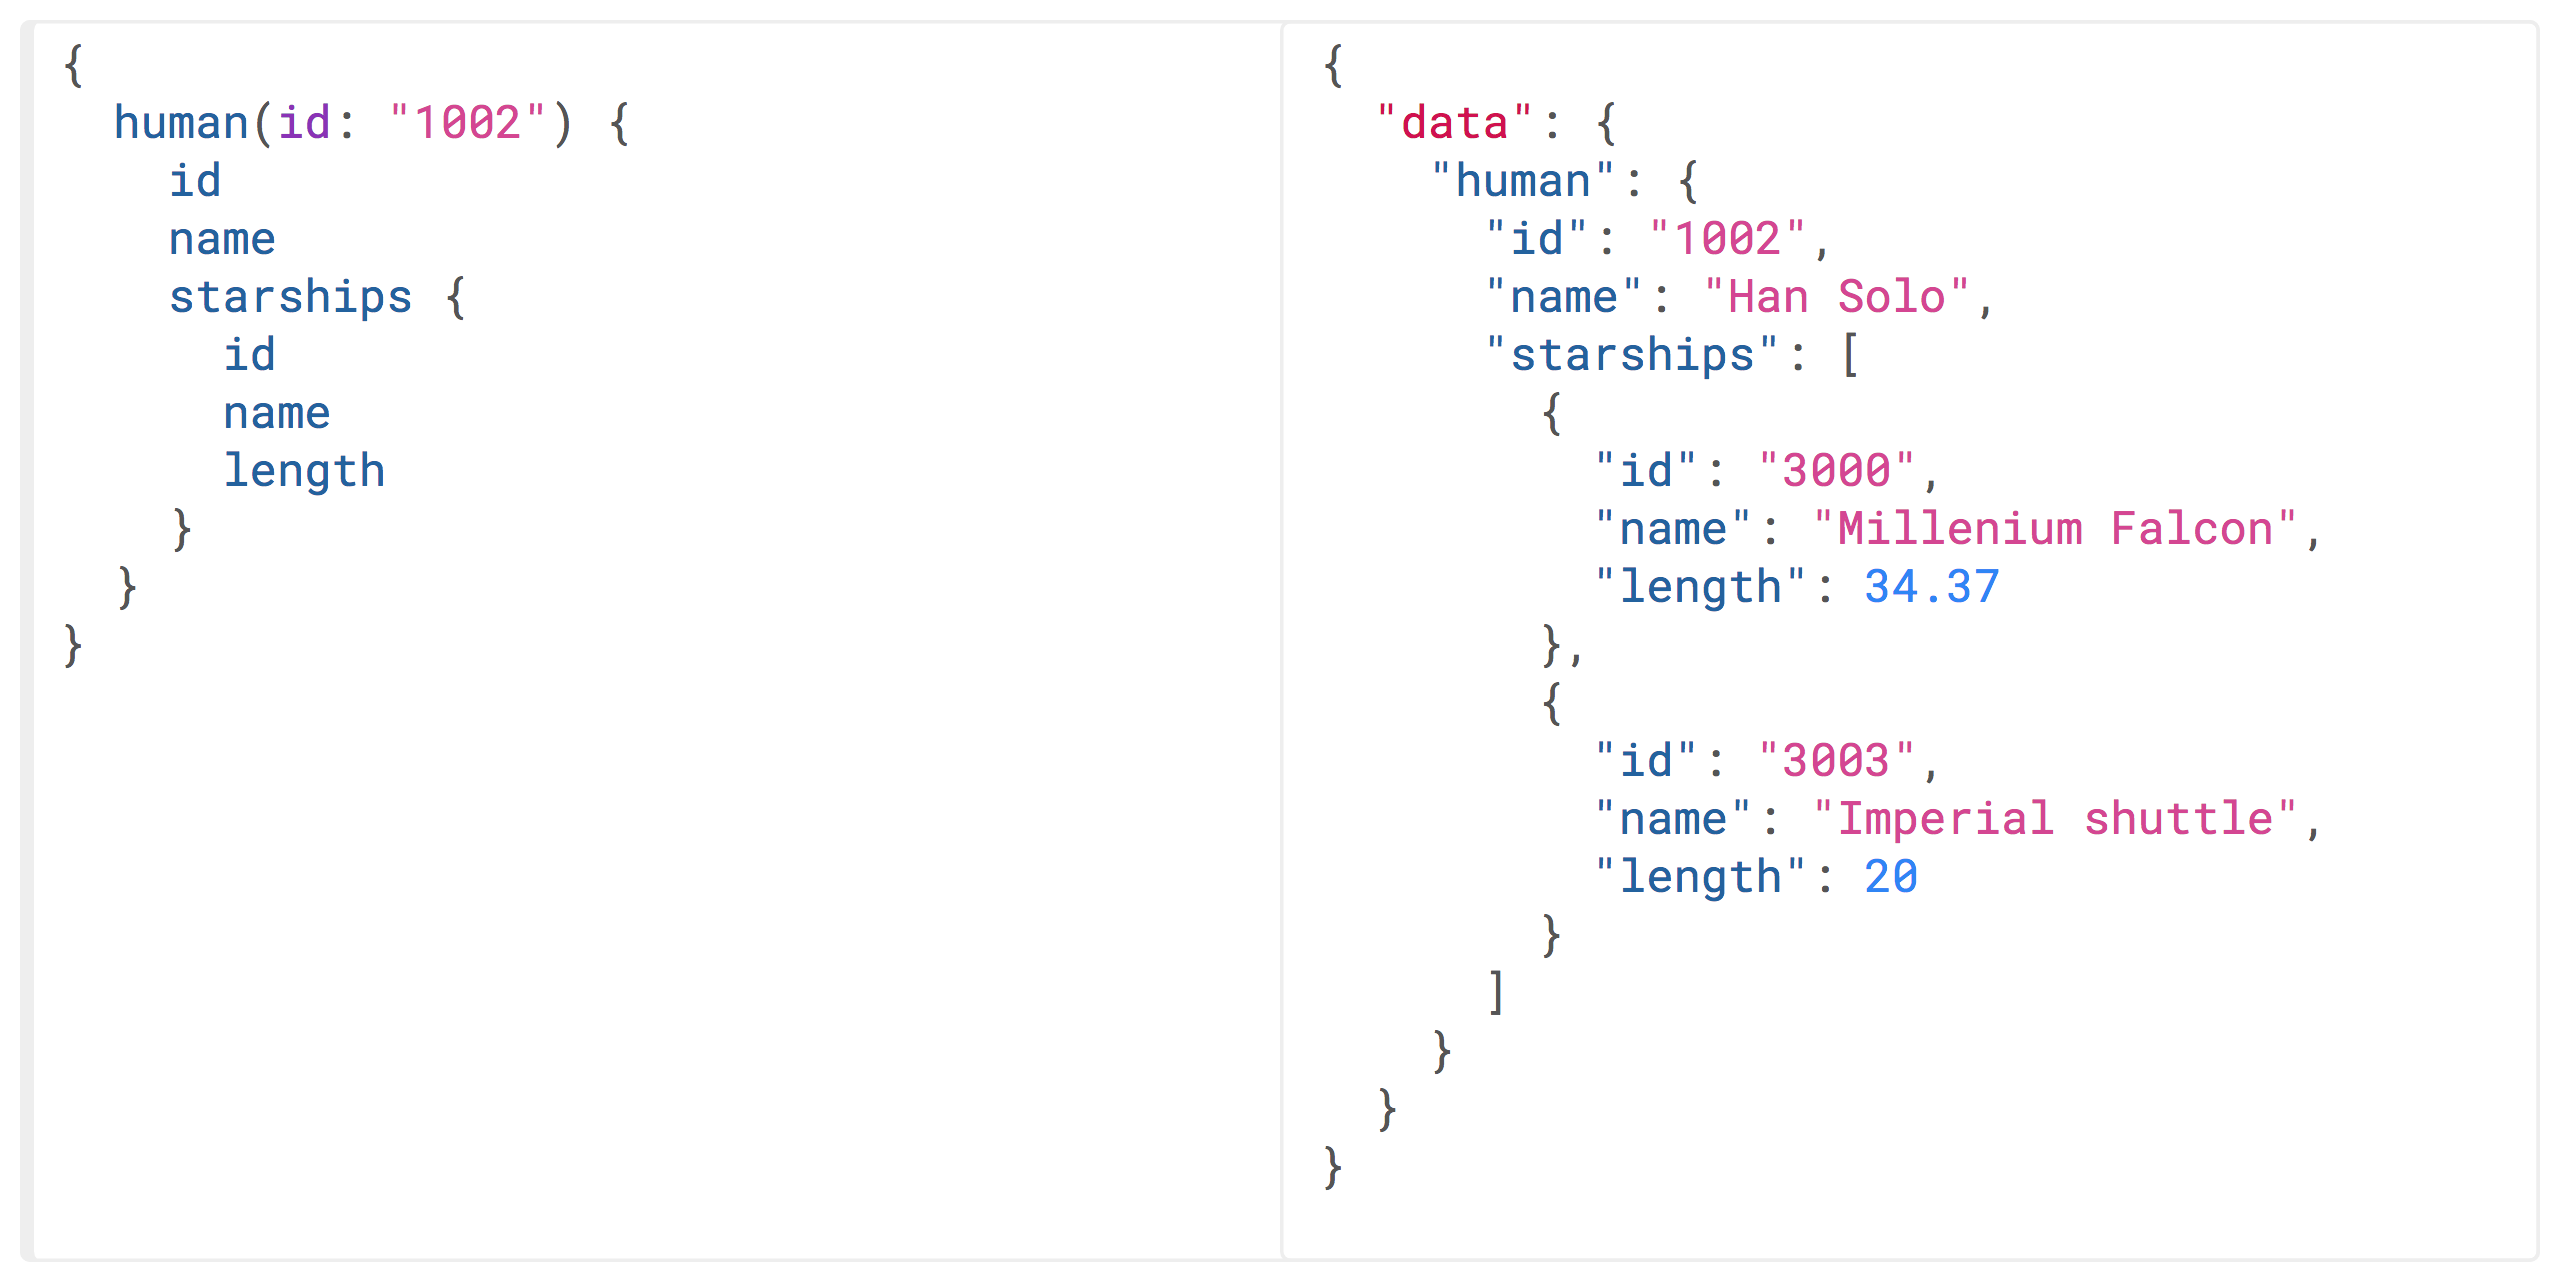 {
  human(id: "1002") {
    id
    name
    starships {
      id
      name
      length
    }
  }
}
{
  "data": {
    "human": {
      "id": "1002",
      "name": "Han Solo",
      "starships": [
        {
          "id": "3000",
          "name": "Millenium Falcon",
          "length": 34.37
        },
        {
          "id": "3003",
          "name": "Imperial shuttle",
          "length": 20
        }
      ]
    }
  }
}